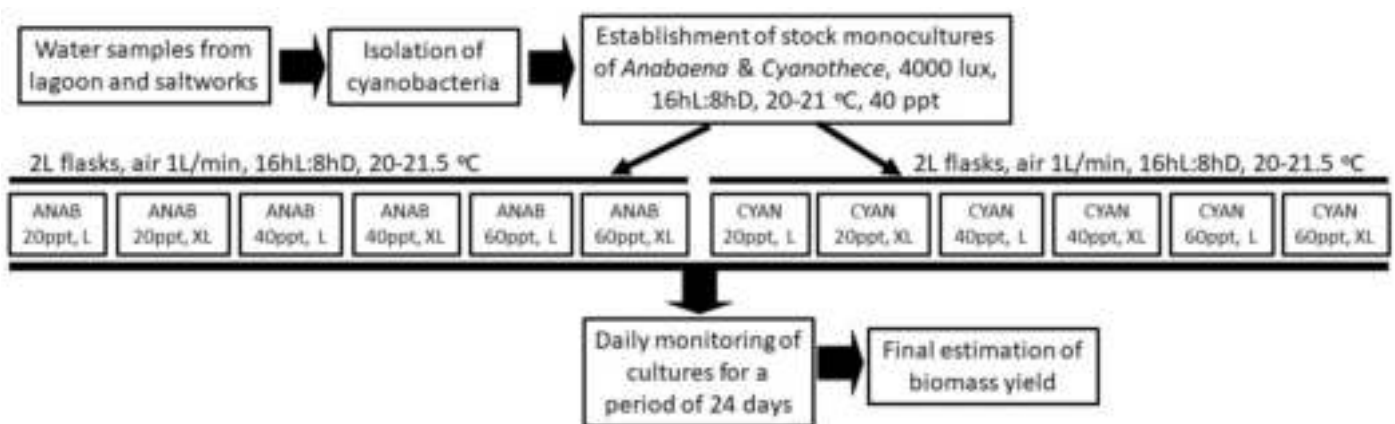 Water samples from
lagoon and saltworks
Isolation of
cyanobacteria
Establishment of stock monocultures
of Anabaena & Cyanothece, 4000 lux,
16hL:8hD, 20-21 ºC, 40 ppt
2L flasks, air 1L/min, 16hL:8hD, 20-21.5 ºC
2L flasks, air 1L/min, 16hL:8hD, 20-21.5 ºC
ANAB
20ppt, L
ANAB
20ppt, XL
ANAB
40ppt, L
ANAB
40ppt, XL
ANAB
60ppt, L
ANAB
60ppt, XL
CYAN
20ppt, L
CYAN
20ppt, XL
CYAN
40ppt, L
CYAN
40ppt, XL
CYAN
60ppt, L
CYAN
60ppt, XL
Daily monitoring of
cultures for a
period of 24 days
Final estimation of
biomass yield